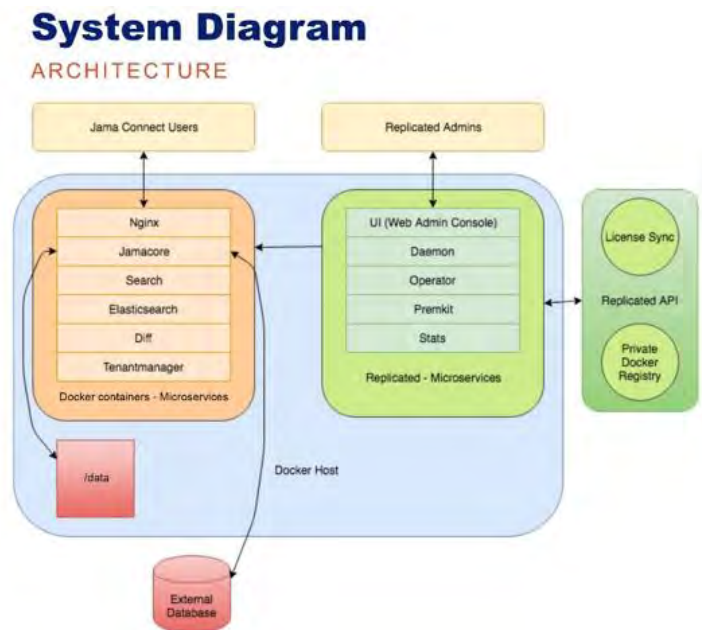 System Diagram
ARCHITECTURE
Jama Connect Users
Replicated Admins
Nginx
Jamacore
Search
Elasticsearch
Diff
Tenantmanager
Docker containers - Microservices
UI (Web Admin Console)
Daemon
Operator
Premkit
Stats
Replicated - Microservices
License Sync
Replicated API
Private
Docker
Registry
/data
Docker Host
External
Database